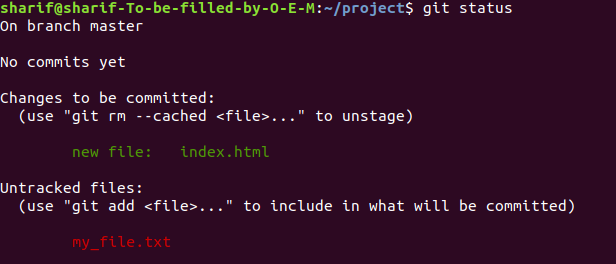 sharif@sharif-To-be-filled-by-O-E-M:~/project$ git status
On branch master
No commits yet
Changes to be committed:
(use "git rm --cached <file>..." to unstage)
new file:   index.html
Untracked files:
(use "git add <file>..." to include in what will be committed)
my_file.txt